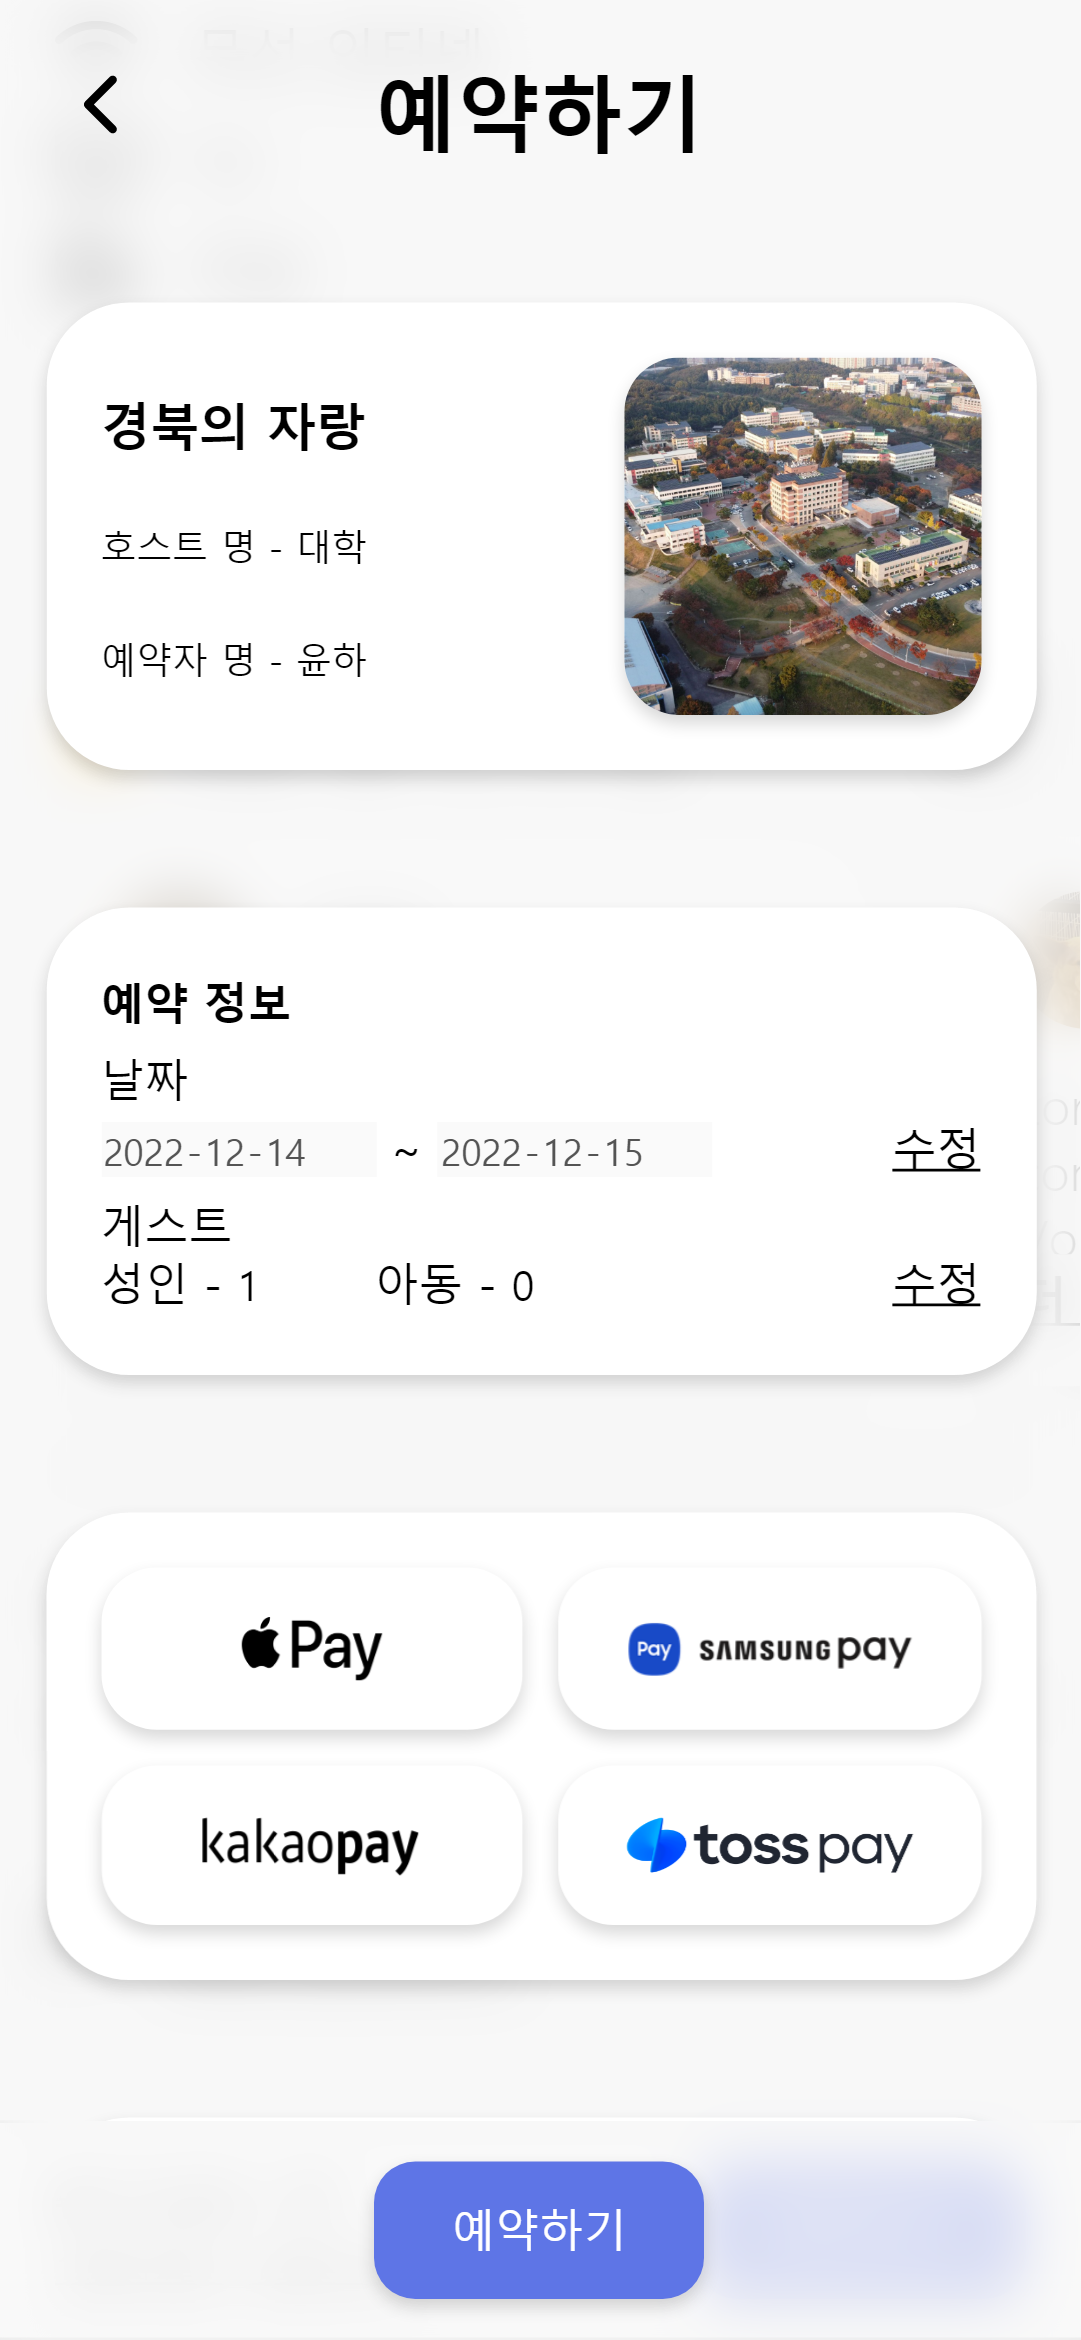 예약하기
경북의 자랑
호스트 명 - 대학
예약자 명 - 윤하
예약 정보
날짜
2022-12-14 ~ 2022-12-15 수정
게스트
성인 - 1 아동 - 0 수정
Pay
Pay SAMSUNG pay
kakaopay
toss pay
예약하기